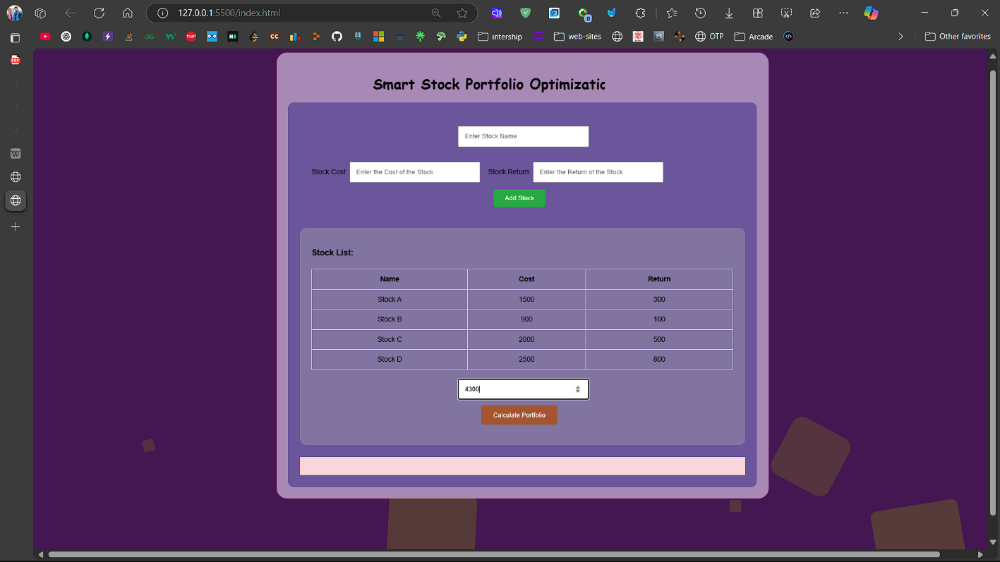 127.0.0.1:5500/index.html
intership
web-sites
OTP
Arcade
Other favorites
Smart Stock Portfolio Optimizatic
Enter Stock Name
Stock Cost: Enter the Cost of the Stock Stock Return: Enter the Return of the Stock
Add Stock
Stock List:
Name Cost Return
Stock A 1500 300
Stock B 900 100
Stock C 2000 500
Stock D 2500 800
4300
Calculate Portfolio